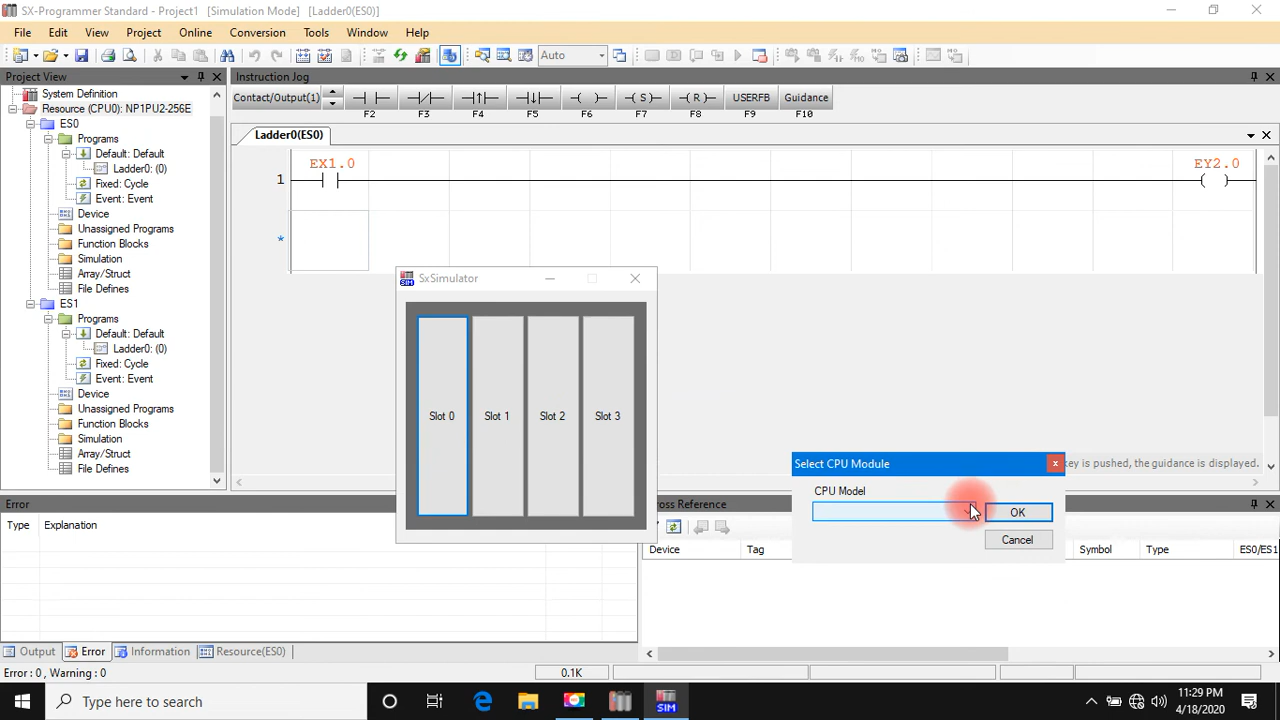 SX-Programmer Standard - Project1   [Simulation Mode]   [Ladder0(ES0)]
File Edit View Project Online Conversion Tools Window Help
Auto
Project View
Instruction Jog
System Definition
Resource (CPU0): NP1PU2-256E
ES0
Programs
Default: Default
Ladder0: (0)
Fixed: Cycle
Event: Event
Device
Unassigned Programs
Function Blocks
Simulation
Array/Struct
File Defines
ES1
Programs
Default: Default
Ladder0: (0)
Fixed: Cycle
Event: Event
Device
Unassigned Programs
Function Blocks
Simulation
Array/Struct
File Defines
Contact/Output(1)
( S )
( R )
USERFB
Guidance
F2 F3 F4 F5 F6 F7 F8 F9 F10
Ladder0(ES0)
EX1.0
EY2.0
1
*
SxSimulator
SIM
Slot 0
Slot 1
Slot 2
Slot 3
key is pushed, the guidance is displayed.
Select CPU Module
CPU Model
OK
Cancel
Error
Type Explanation
ross Reference
Device Tag Symbol Type ES0/ES1
Output Error Information Resource(ES0)
Error : 0 , Warning : 0
0.1K
Type here to search
SIM
11:29 PM
4/18/2020